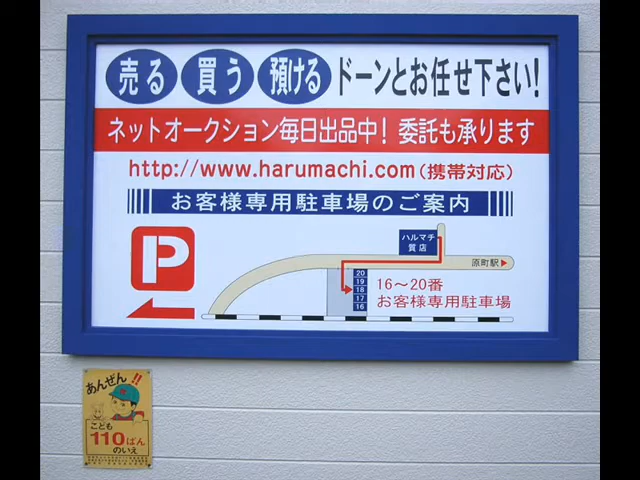 売る 買う 預ける ドーンとお任せ下さい!
ネットオークション毎日出品中! 委託も承ります
http://www.harumachi.com(携帯対応)
お客様専用駐車場のご案内
P
ハルマチ
質店
原町駅
20
19
18
17
16
16〜20番
お客様専用駐車場
あんぜん!!
こども
110ばん
のいえ